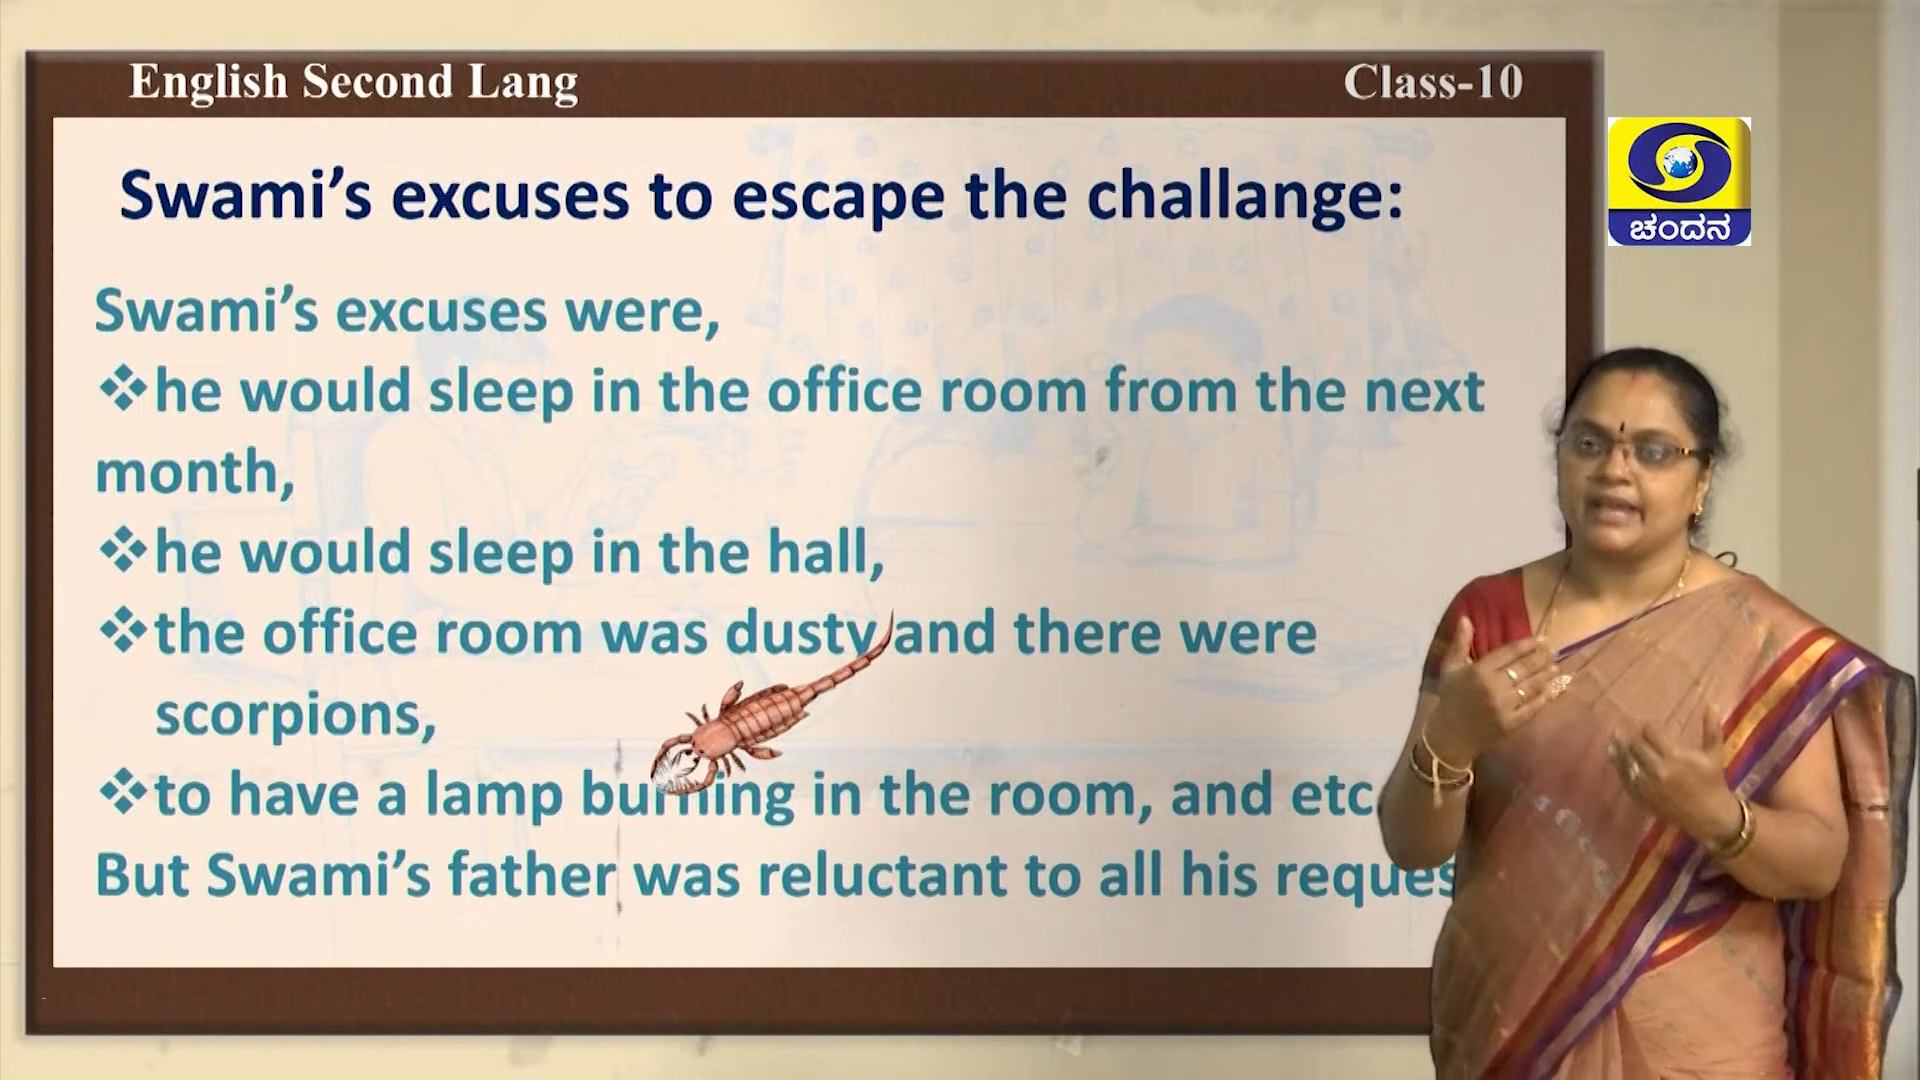 English Second Lang
Class-10
Swami’s excuses to escape the challange:
ಚಂದನ
Swami’s excuses were,
❖he would sleep in the office room from the next
month,
❖he would sleep in the hall,
❖the office room was dusty and there were
scorpions,
❖to have a lamp burning in the room, and etc
But Swami’s father was reluctant to all his